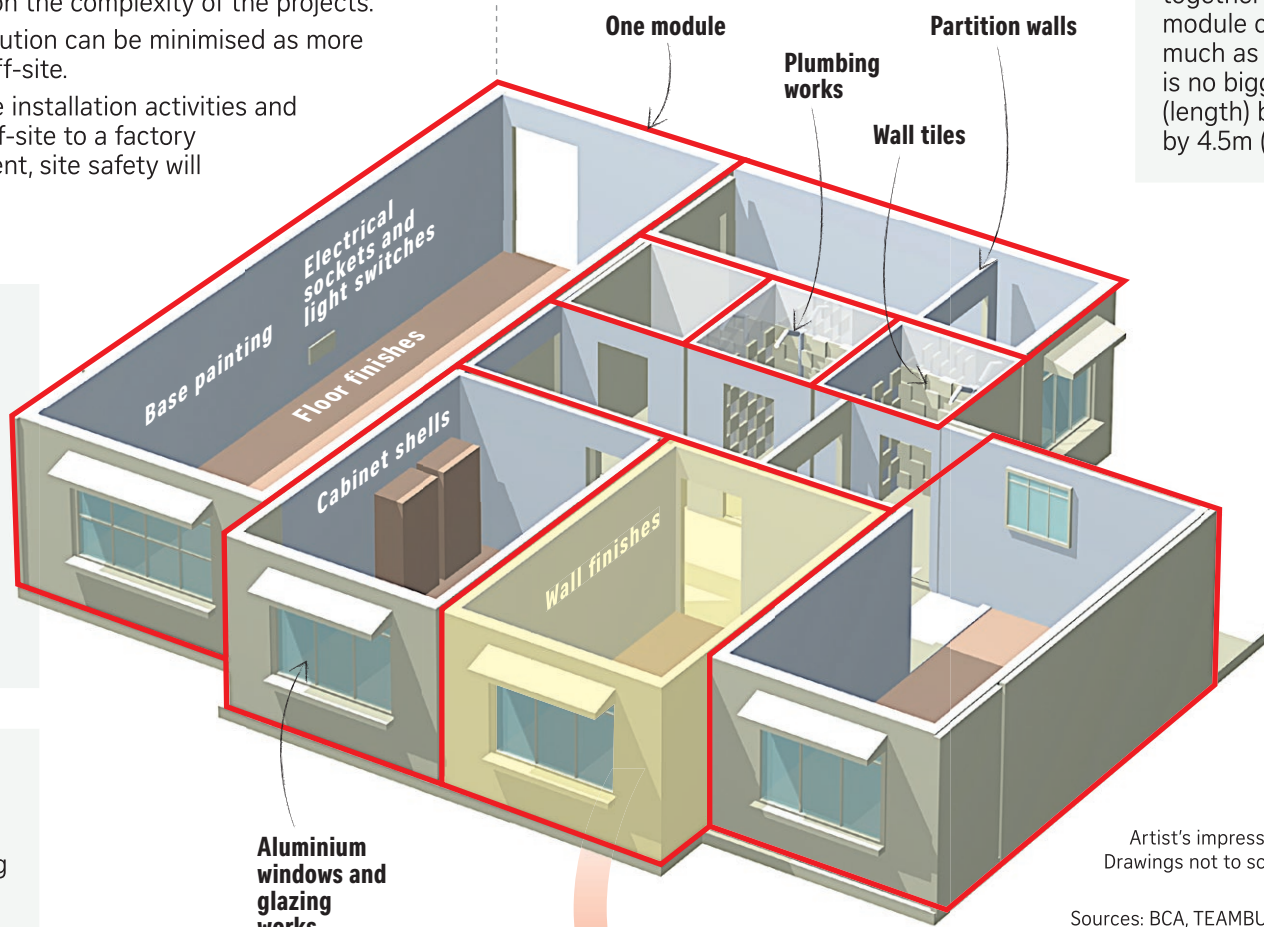 on the complexity of the projects.
ution can be minimised as more
ff-site.
e installation activities and
f-site to a factory
ent, site safety will
One module
Plumbing
works
Wall tiles
Partition walls
together
module
much as
is no
(length)
by 4.5m
Electrical
sockets and
light switches
Base painting
Floor finishes
Cabinet shells
Wall finishes
Aluminium
windows and
glazing
works
g
Artist's impress
Drawings not to sc
Sources: BCA, TEAMBU